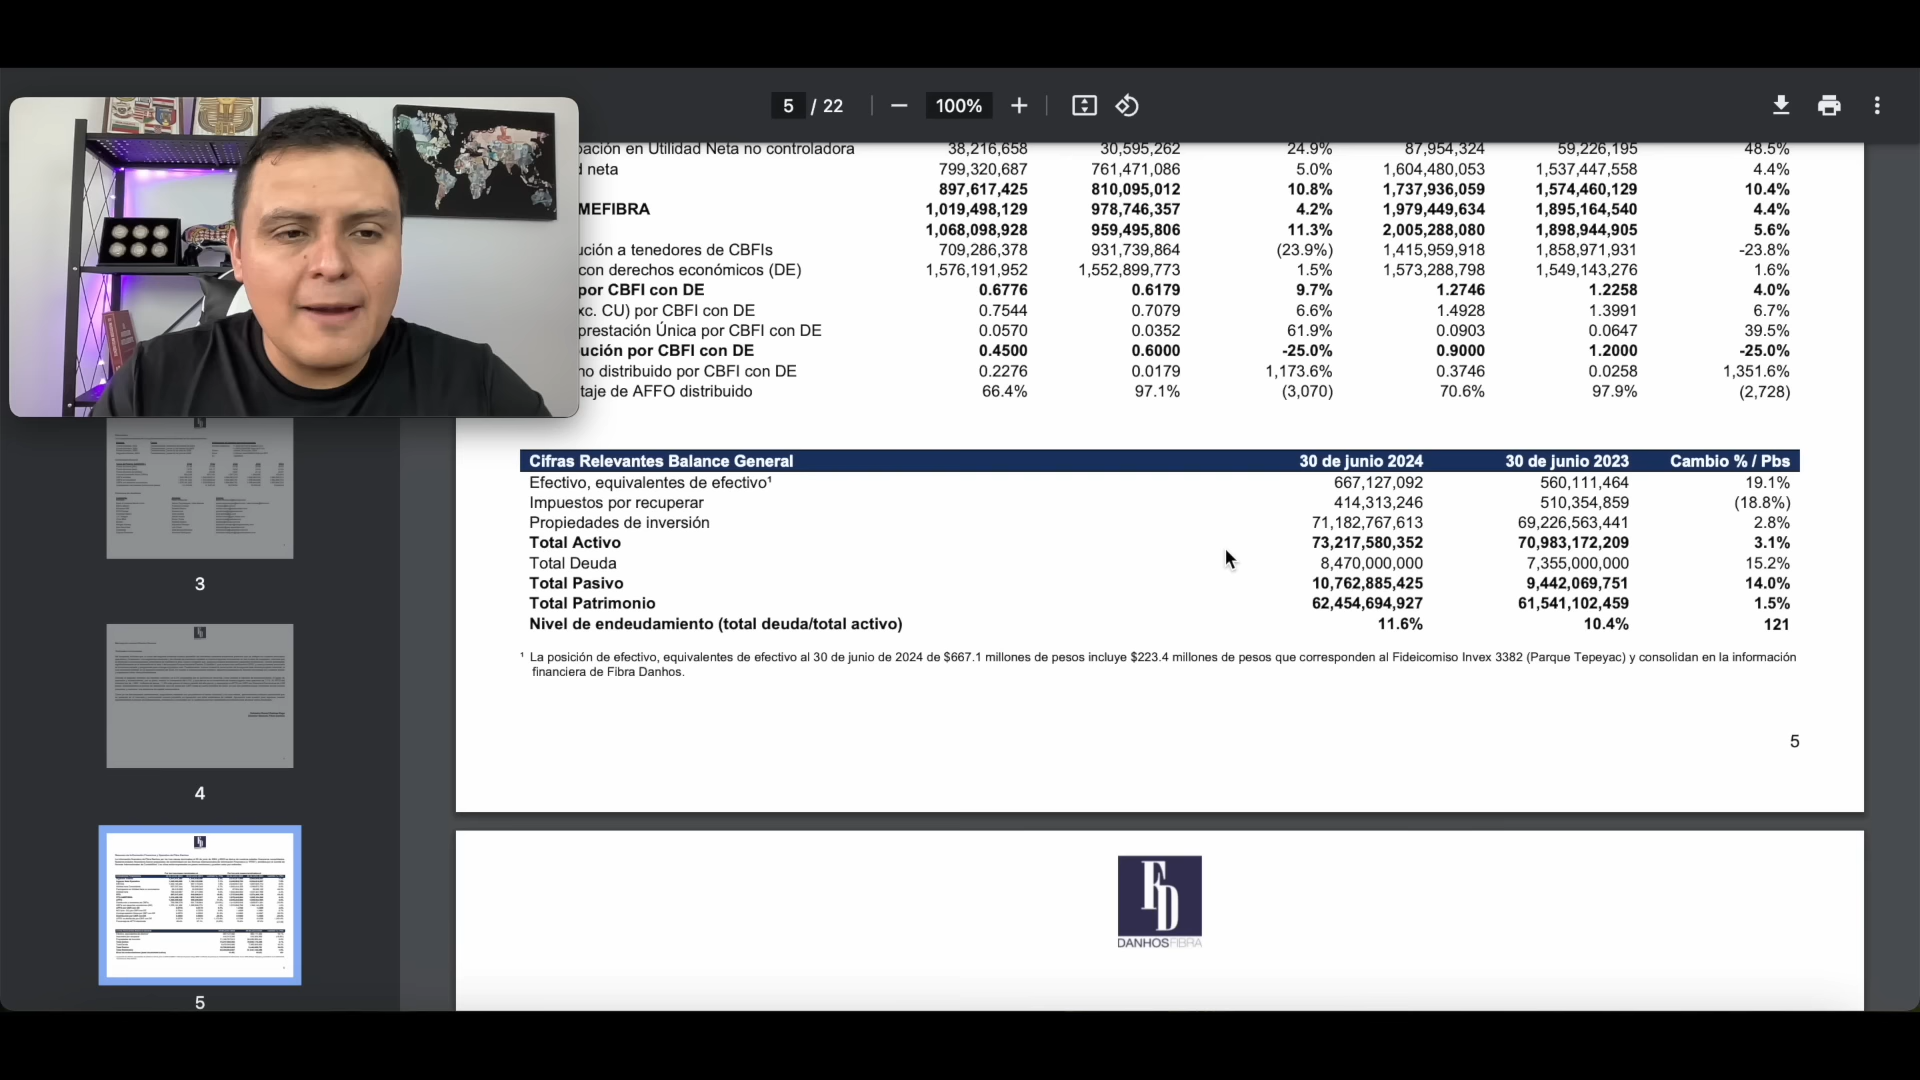 5 / 22 100%
pación en Utilidad Neta no controladora 38,216,658 30,595,262 24.9% 87,954,324 59,226,195 48.5%
d neta 799,320,687 761,471,086 5.0% 1,604,480,053 1,537,447,558 4.4%
897,617,425 810,095,012 10.8% 1,737,936,059 1,574,460,129 10.4%
MEFIBRA 1,019,498,129 978,746,357 4.2% 1,979,449,634 1,895,164,540 4.4%
1,068,098,928 959,495,806 11.3% 2,005,288,080 1,898,944,905 5.6%
ución a tenedores de CBFIs 709,286,378 931,739,864 (23.9%) 1,415,959,918 1,858,971,931 -23.8%
con derechos económicos (DE) 1,576,191,952 1,552,899,773 1.5% 1,573,288,798 1,549,143,276 1.6%
por CBFI con DE 0.6776 0.6179 9.7% 1.2746 1.2258 4.0%
xc. CU) por CBFI con DE 0.7544 0.7079 6.6% 1.4928 1.3991 6.7%
prestación Única por CBFI con DE 0.0570 0.0352 61.9% 0.0903 0.0647 39.5%
ución por CBFI con DE 0.4500 0.6000 -25.0% 0.9000 1.2000 -25.0%
no distribuido por CBFI con DE 0.2276 0.0179 1,173.6% 0.3746 0.0258 1,351.6%
taje de AFFO distribuido 66.4% 97.1% (3,070) 70.6% 97.9% (2,728)
Cifras Relevantes Balance General 30 de junio 2024 30 de junio 2023 Cambio % / Pbs
Efectivo, equivalentes de efectivo¹ 667,127,092 560,111,464 19.1%
Impuestos por recuperar 414,313,246 510,354,859 (18.8%)
Propiedades de inversión 71,182,767,613 69,226,563,441 2.8%
Total Activo 73,217,580,352 70,983,172,209 3.1%
Total Deuda 8,470,000,000 7,355,000,000 15.2%
Total Pasivo 10,762,885,425 9,442,069,751 14.0%
Total Patrimonio 62,454,694,927 61,541,102,459 1.5%
Nivel de endeudamiento (total deuda/total activo) 11.6% 10.4% 121
¹ La posición de efectivo, equivalentes de efectivo al 30 de junio de 2024 de $667.1 millones de pesos incluye $223.4 millones de pesos que corresponden al Fideicomiso Invex 3382 (Parque Tepeyac) y consolidan en la información
financiera de Fibra Danhos.
5
FD
DANHOSFIBRA
3
4
5